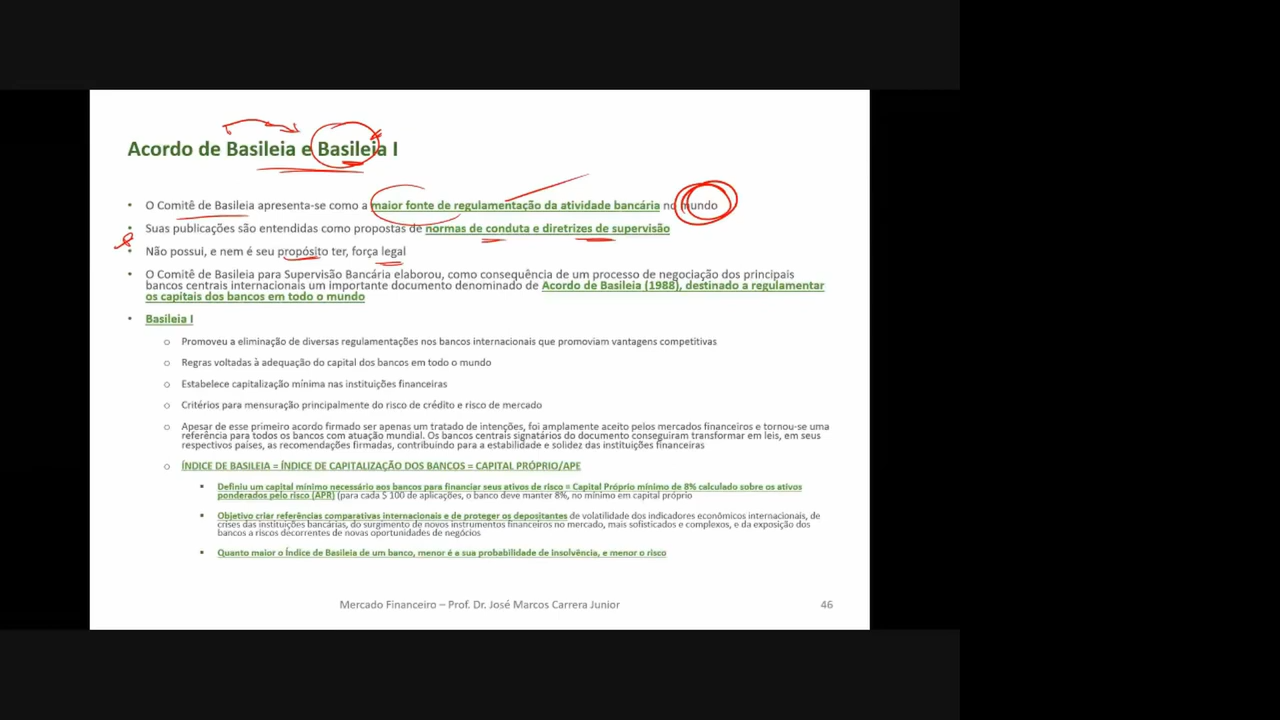 Acordo de Basileia e Basileia I
• O Comitê de Basileia apresenta-se como a maior fonte de regulamentação da atividade bancária no mundo
• Suas publicações são entendidas como propostas de normas de conduta e diretrizes de supervisão
• Não possui, e nem é seu propósito ter, força legal
• O Comitê de Basileia para Supervisão Bancária elaborou, como consequência de um processo de negociação dos principais
bancos centrais internacionais um importante documento denominado de Acordo de Basileia (1988), destinado a regulamentar
os capitais dos bancos em todo o mundo
• Basileia I
o Promoveu a eliminação de diversas regulamentações nos bancos internacionais que promoviam vantagens competitivas
o Regras voltadas à adequação do capital dos bancos em todo o mundo
o Estabelece capitalização mínima nas instituições financeiras
o Critérios para mensuração principalmente do risco de crédito e risco de mercado
o Apesar de esse primeiro acordo firmado ser apenas um tratado de intenções, foi amplamente aceito pelos mercados financeiros e tornou-se uma
referência para todos os bancos com atuação mundial. Os bancos centrais signatários do documento conseguiram transformar em leis, em seus
respectivos países, as recomendações firmadas, contribuindo para a estabilidade e solidez das instituições financeiras
o ÍNDICE DE BASILEIA = ÍNDICE DE CAPITALIZAÇÃO DOS BANCOS = CAPITAL PRÓPRIO/APE
▪ Definiu um capital mínimo necessário aos bancos para financiar seus ativos de risco = Capital Próprio mínimo de 8% calculado sobre os ativos
ponderados pelo risco (APR) (para cada $ 100 de aplicações, o banco deve manter 8%, no mínimo em capital próprio
▪ Objetivo criar referências comparativas internacionais e de proteger os depositantes de volatilidade dos indicadores econômicos internacionais, de
crises das instituições bancárias, do surgimento de novos instrumentos financeiros no mercado, mais sofisticados e complexos, e da exposição dos
bancos a riscos decorrentes de novas oportunidades de negócios
▪ Quanto maior o Índice de Basileia de um banco, menor é a sua probabilidade de insolvência, e menor o risco
Mercado Financeiro – Prof. Dr. José Marcos Carrera Junior 46